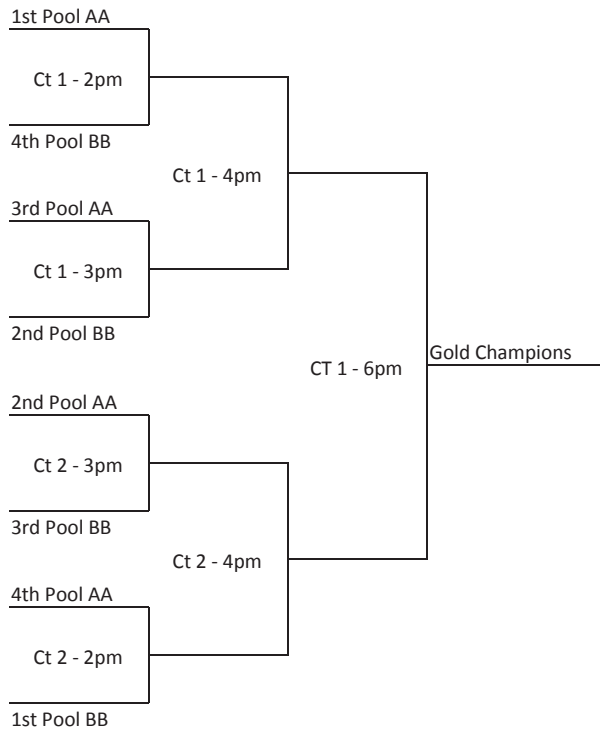 1st Pool AA
Ct 1 - 2pm
4th Pool BB
Ct 1 - 4pm
3rd Pool AA
Ct 1 - 3pm
2nd Pool BB
Gold Champions
CT 1 - 6pm
2nd Pool AA
Ct 2 - 3pm
3rd Pool BB
Ct 2 - 4pm
4th Pool AA
Ct 2 - 2pm
1st Pool BB